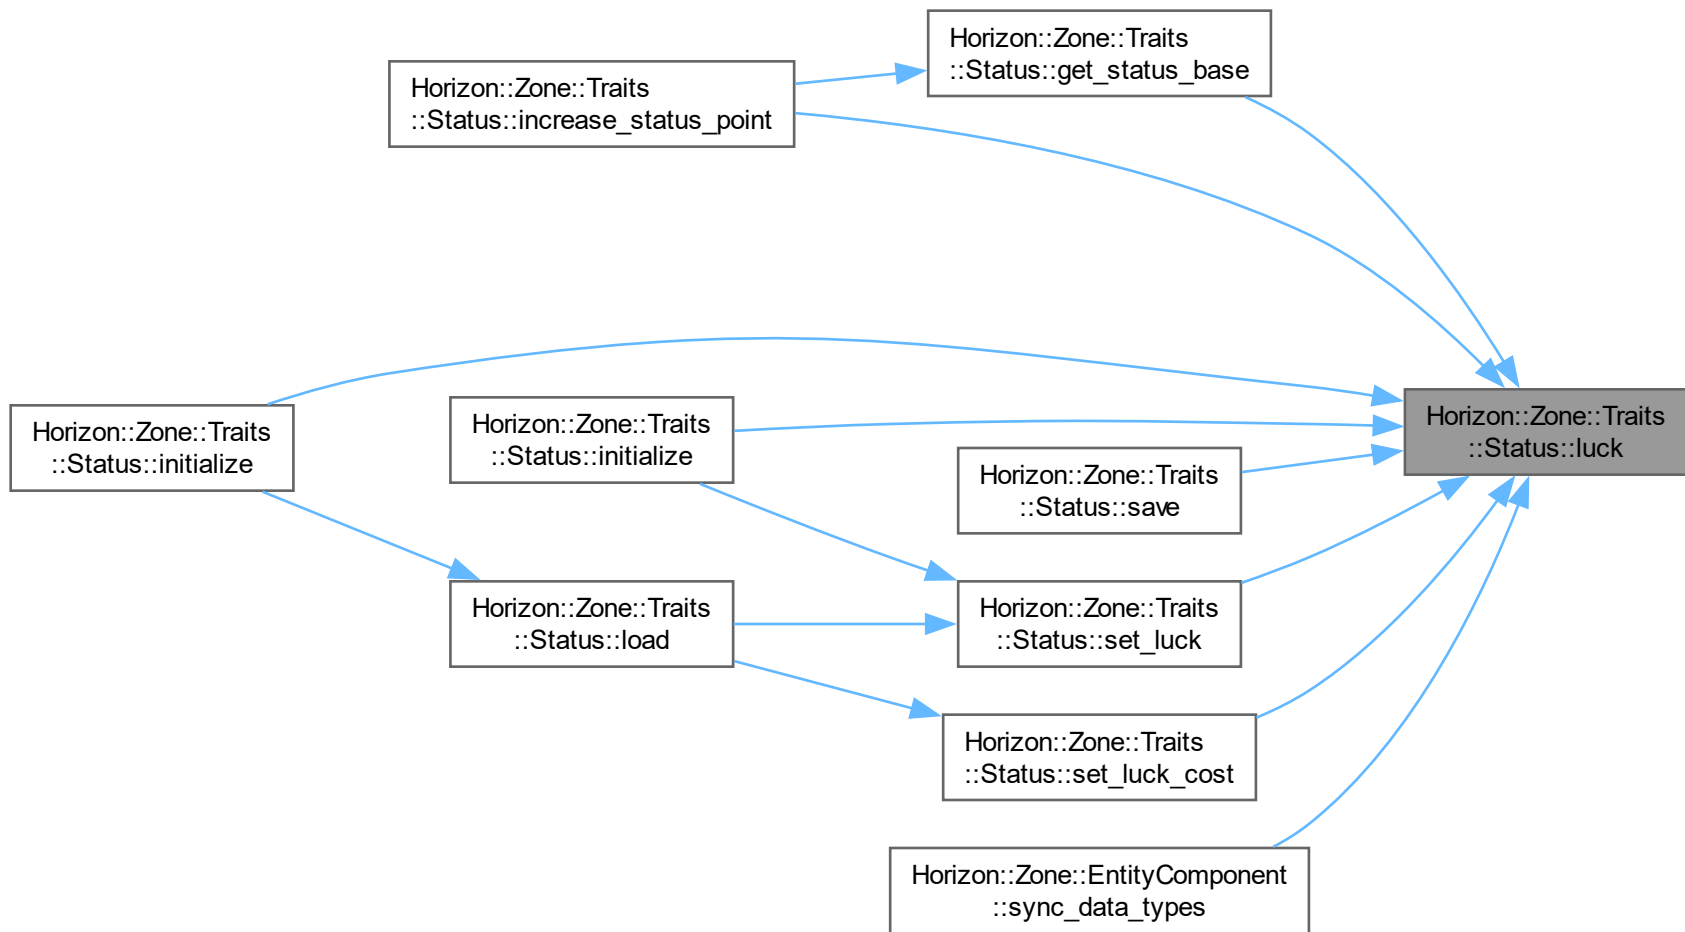 Horizon::Zone::Traits
::Status::get_status_base
Horizon::Zone::Traits
::Status::increase_status_point
Horizon::Zone::Traits
::Status::initialize
Horizon::Zone::Traits
::Status::initialize
Horizon::Zone::Traits
::Status::luck
Horizon::Zone::Traits
::Status::save
Horizon::Zone::Traits
::Status::load
Horizon::Zone::Traits
::Status::set_luck
Horizon::Zone::Traits
::Status::set_luck_cost
Horizon::Zone::EntityComponent
::sync_data_types